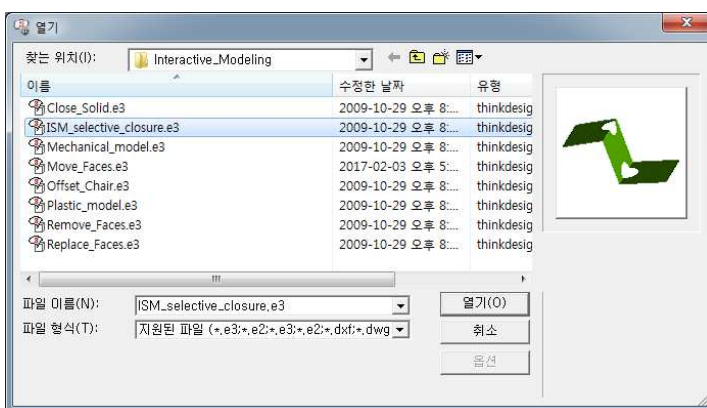 열기
찾는 위치(I): Interactive_Modeling
이름 수정한 날짜 유형
Close_Solid.e3 2009-10-29 오후 8:... thinkdesig
ISM_selective_closure.e3 2009-10-29 오후 8:... thinkdesig
Mechanical_model.e3 2009-10-29 오후 8:... thinkdesig
Move_Faces.e3 2017-02-03 오후 5:... thinkdesig
Offset_Chair.e3 2009-10-29 오후 8:... thinkdesig
Plastic_model.e3 2009-10-29 오후 8:... thinkdesig
Remove_Faces.e3 2009-10-29 오후 8:... thinkdesig
Replace_Faces.e3 2009-10-29 오후 8:... thinkdesig
파일 이름(N): ISM_selective_closure,e3 열기(O)
파일 형식(T): 지원된 파일 (*,e3;*,e2;*,e3;*,e2;*,dxf;*,dwg 취소
옵션